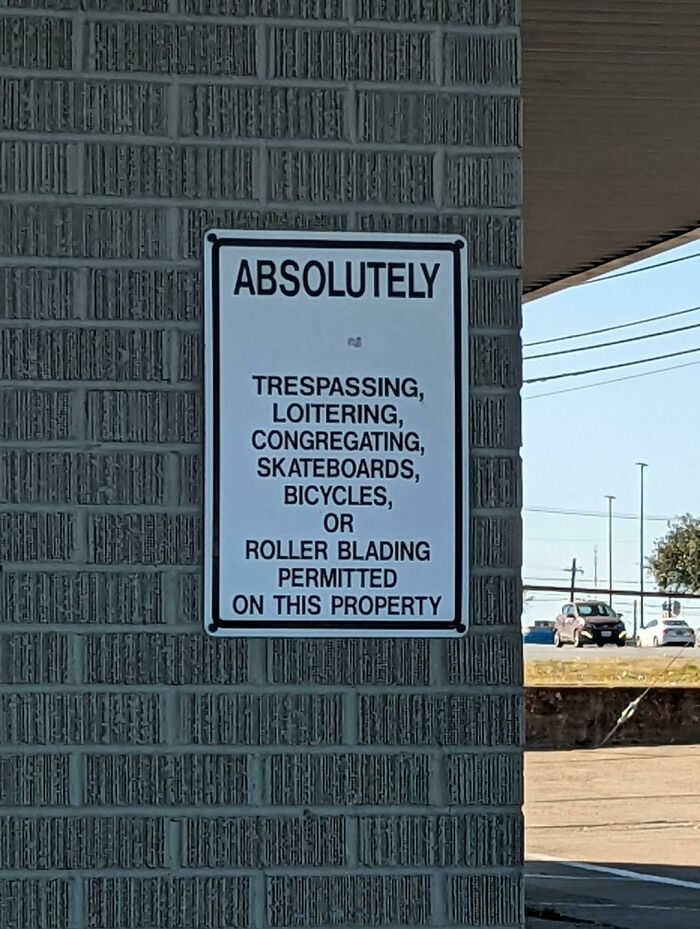 ABSOLUTELY
TRESPASSING,
LOITERING,
CONGREGATING,
SKATEBOARDS,
BICYCLES,
OR
ROLLER BLADING
PERMITTED
ON THIS PROPERTY